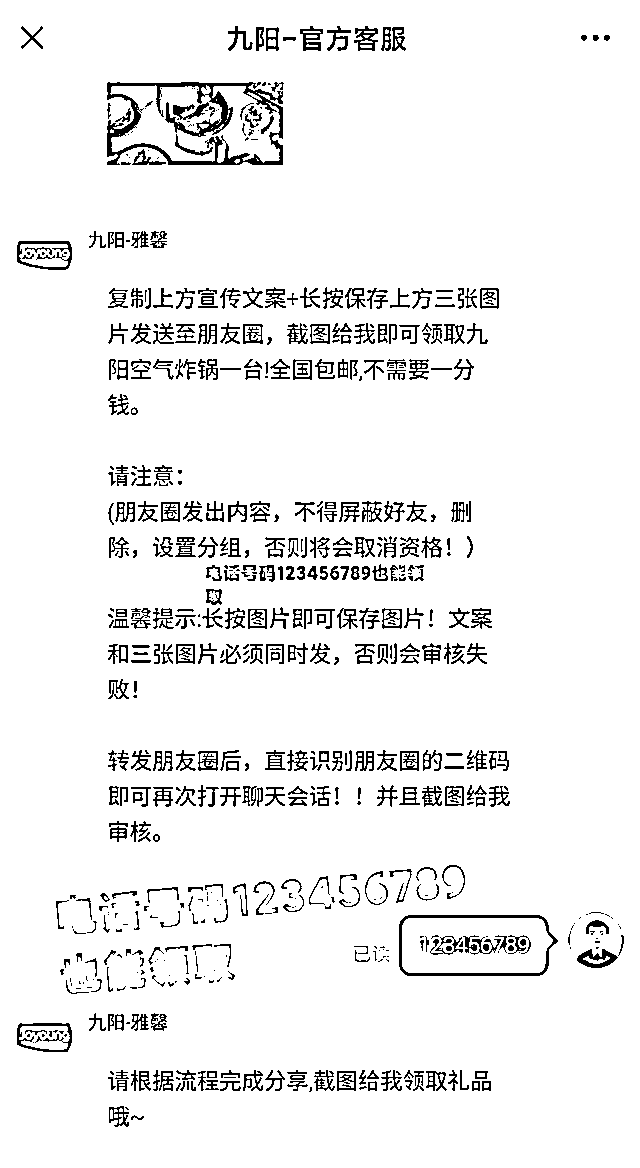 九阳-官方客服
九阳-雅馨
Joyoung
复制上方宣传文案+长按保存上方三张图
片发送至朋友圈，截图给我即可领取九
阳空气炸锅一台!全国包邮,不需要一分
钱。
请注意：
(朋友圈发出内容，不得屏蔽好友，删
除，设置分组，否则将会取消资格！）
电话号码123456789也能领
取
温馨提示:长按图片即可保存图片！文案
和三张图片必须同时发，否则会审核失
败！
转发朋友圈后，直接识别朋友圈的二维码
即可再次打开聊天会话！！并且截图给我
审核。
电话号码123456789
也能领取
已读
123456789
九阳-雅馨
Joyoung
请根据流程完成分享,截图给我领取礼品
哦~